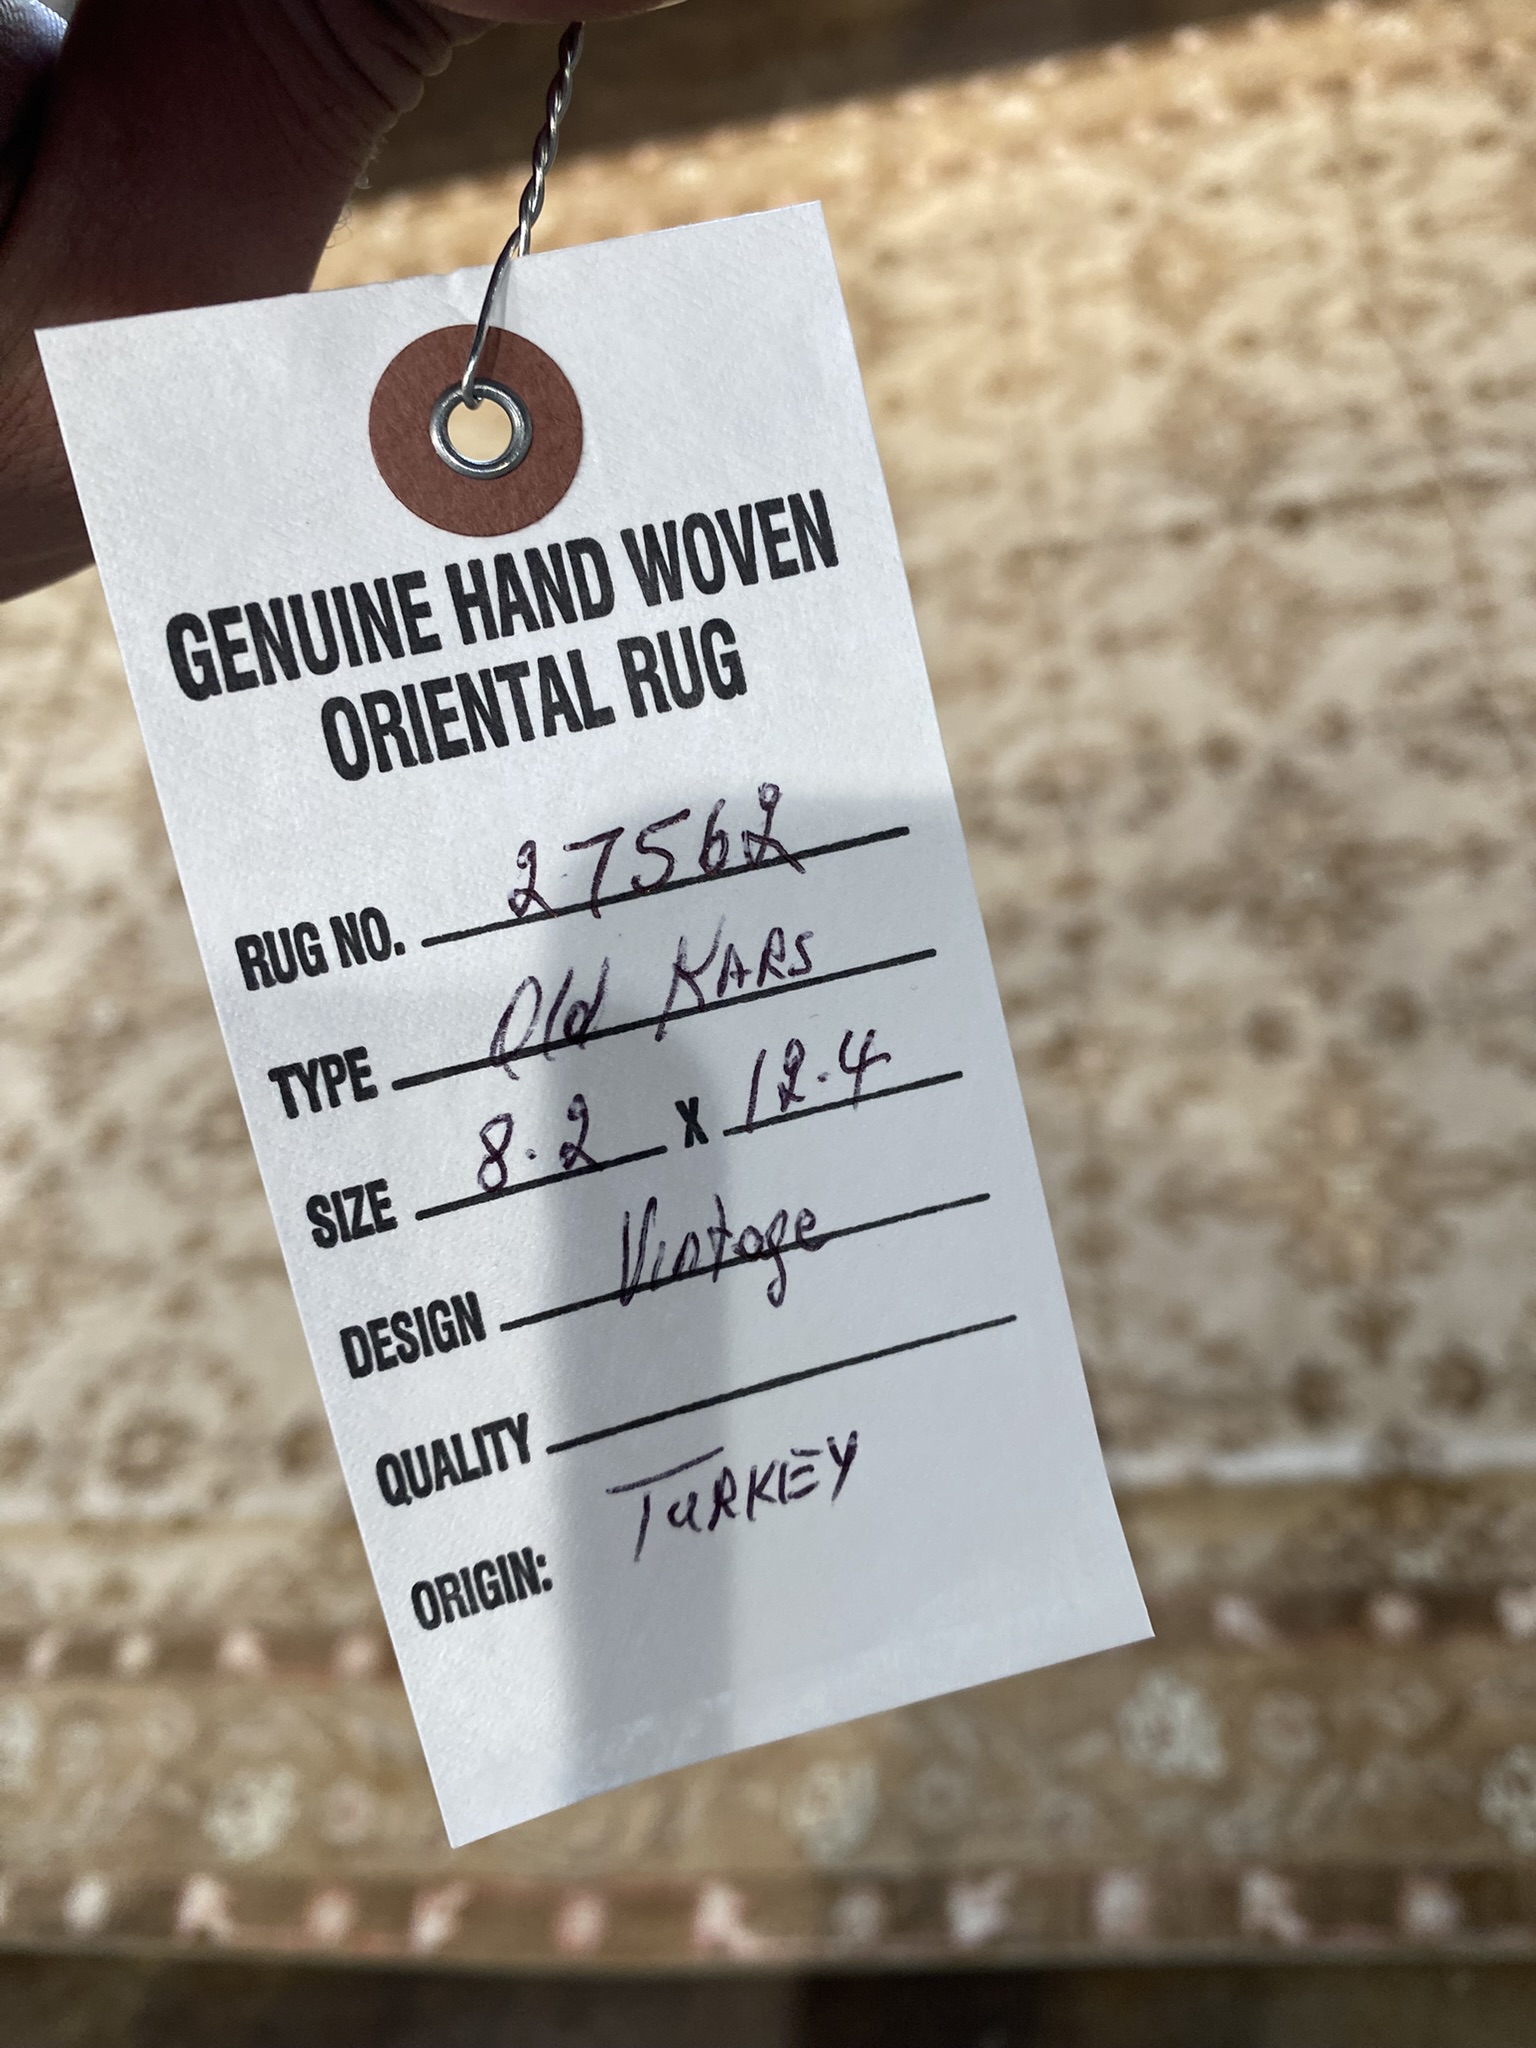 GENUINE HAND WOVEN
ORIENTAL RUG
RUG NO. 27562
TYPE Old KARS
SIZE 8.2 X 12.4
DESIGN Vintage
QUALITY
ORIGIN: TURKEY